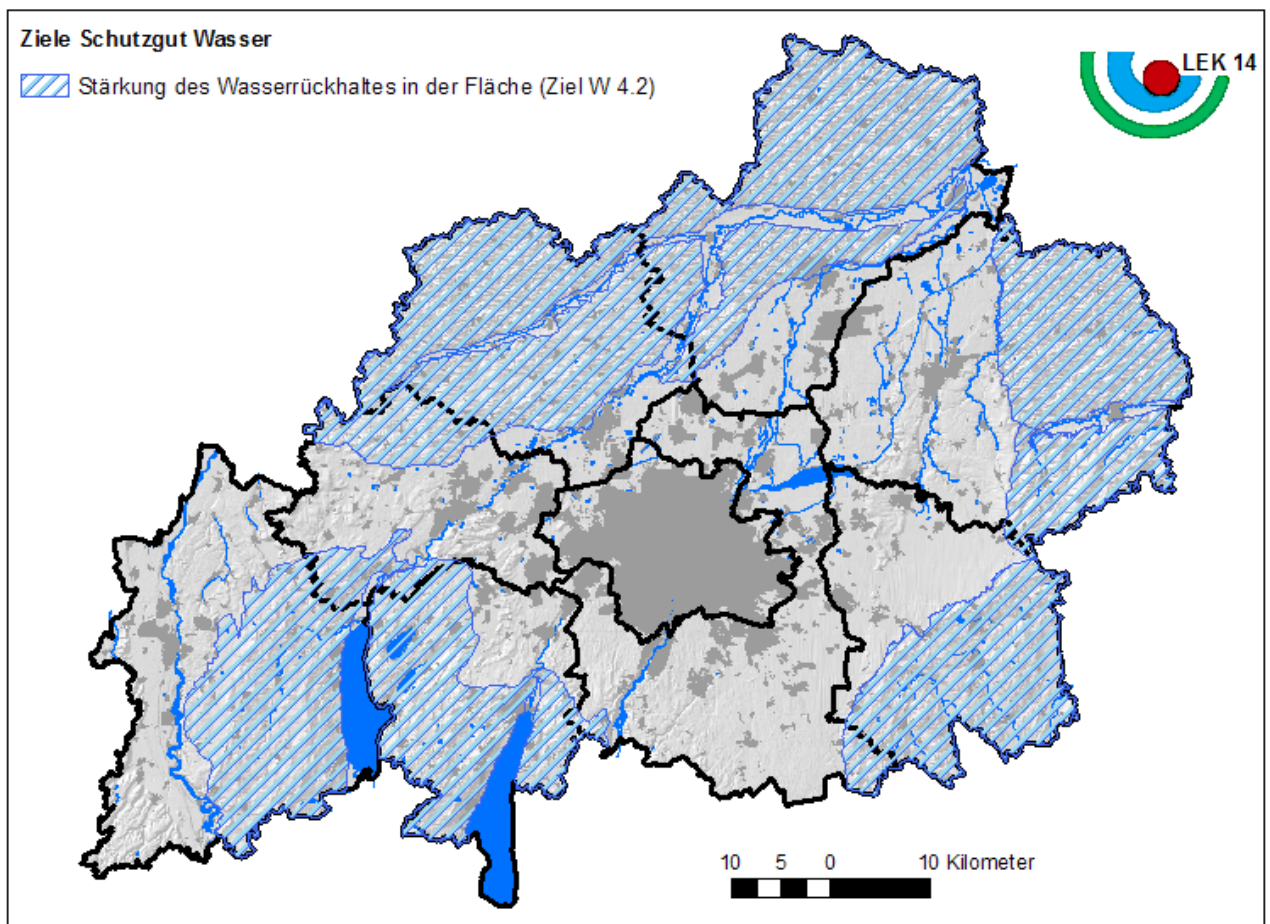 Ziele Schutzgut Wasser
LEK 14
Stärkung des Wasserrückhaltes in der Fläche (Ziel W 4.2)
10 5 0 10 Kilometer